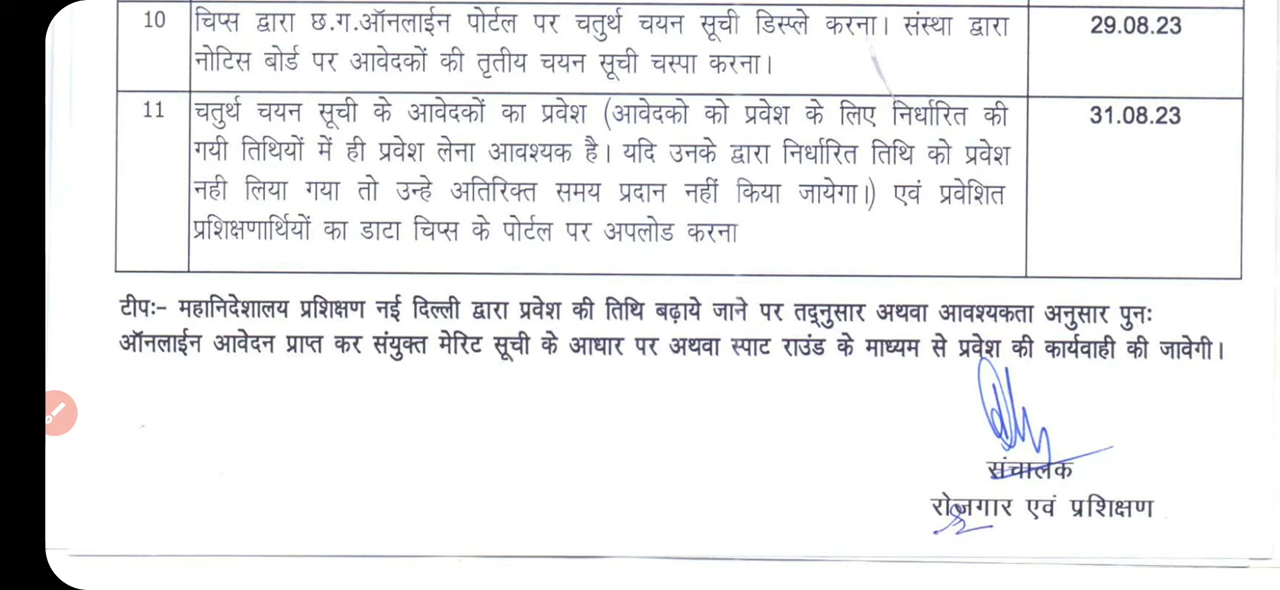 10 चिप्स द्वारा छ.ग.ऑनलाईन पोर्टल पर चतुर्थ चयन सूची डिस्प्ले करना। संस्था द्वारा 29.08.23
नोटिस बोर्ड पर आवेदकों की तृतीय चयन सूची चस्पा करना।
11 चतुर्थ चयन सूची के आवेदकों का प्रवेश (आवेदको को प्रवेश के लिए निर्धारित की 31.08.23
गयी तिथियों में ही प्रवेश लेना आवश्यक है। यदि उनके द्वारा निर्धारित तिथि को प्रवेश
नही लिया गया तो उन्हे अतिरिक्त समय प्रदान नहीं किया जायेगा।) एवं प्रवेशित
प्रशिक्षणार्थियों का डाटा चिप्स के पोर्टल पर अपलोड करना
टीपः- महानिदेशालय प्रशिक्षण नई दिल्ली द्वारा प्रवेश की तिथि बढ़ाये जाने पर तद्नुसार अथवा आवश्यकता अनुसार पुनः
ऑनलाईन आवेदन प्राप्त कर संयुक्त मेरिट सूची के आधार पर अथवा स्पाट राउंड के माध्यम से प्रवेश की कार्यवाही की जावेगी।
संचालक
रोजगार एवं प्रशिक्षण